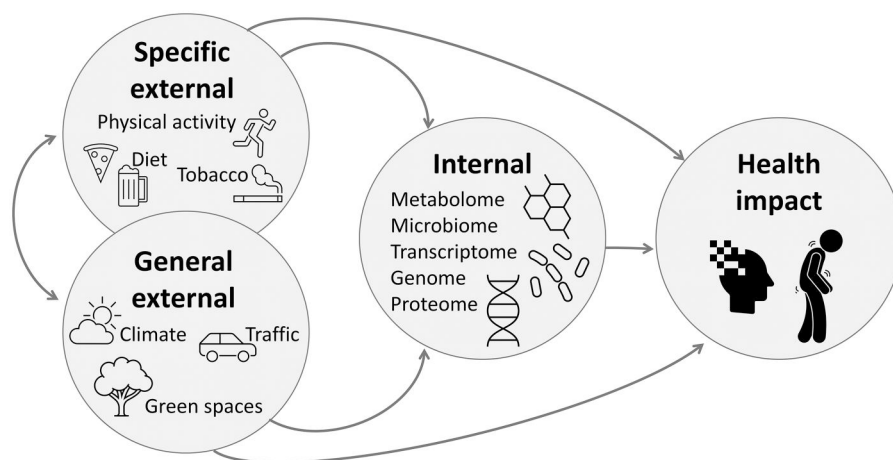 Specific
external
Physical activity
Diet
Tobacco
General
external
Climate
Traffic
Green spaces
Internal
Metabolome
Microbiome
Transcriptome
Genome
Proteome
Health
impact